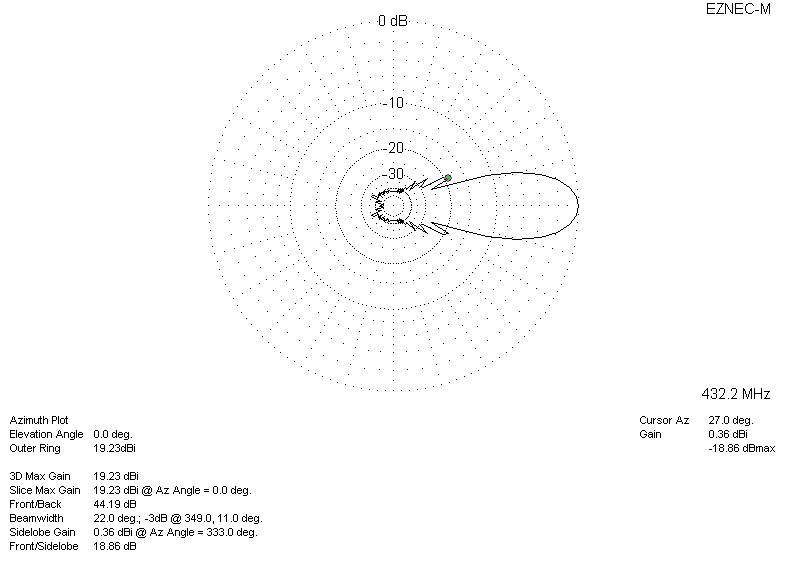 EZNEC-M
0 dB
-10
-20
-30
432.2 MHz
Azimuth Plot
Elevation Angle 0.0 deg.
Outer Ring 19.23dBi
Cursor Az 27.0 deg.
Gain 0.36 dBi
-18.86 dBmax
3D Max Gain 19.23 dBi
Slice Max Gain 19.23 dBi @ Az Angle = 0.0 deg.
Front/Back 44.19 dB
Beamwidth 22.0 deg.; -3dB @ 349.0, 11.0 deg.
Sidelobe Gain 0.36 dBi @ Az Angle = 333.0 deg.
Front/Sidelobe 18.86 dB